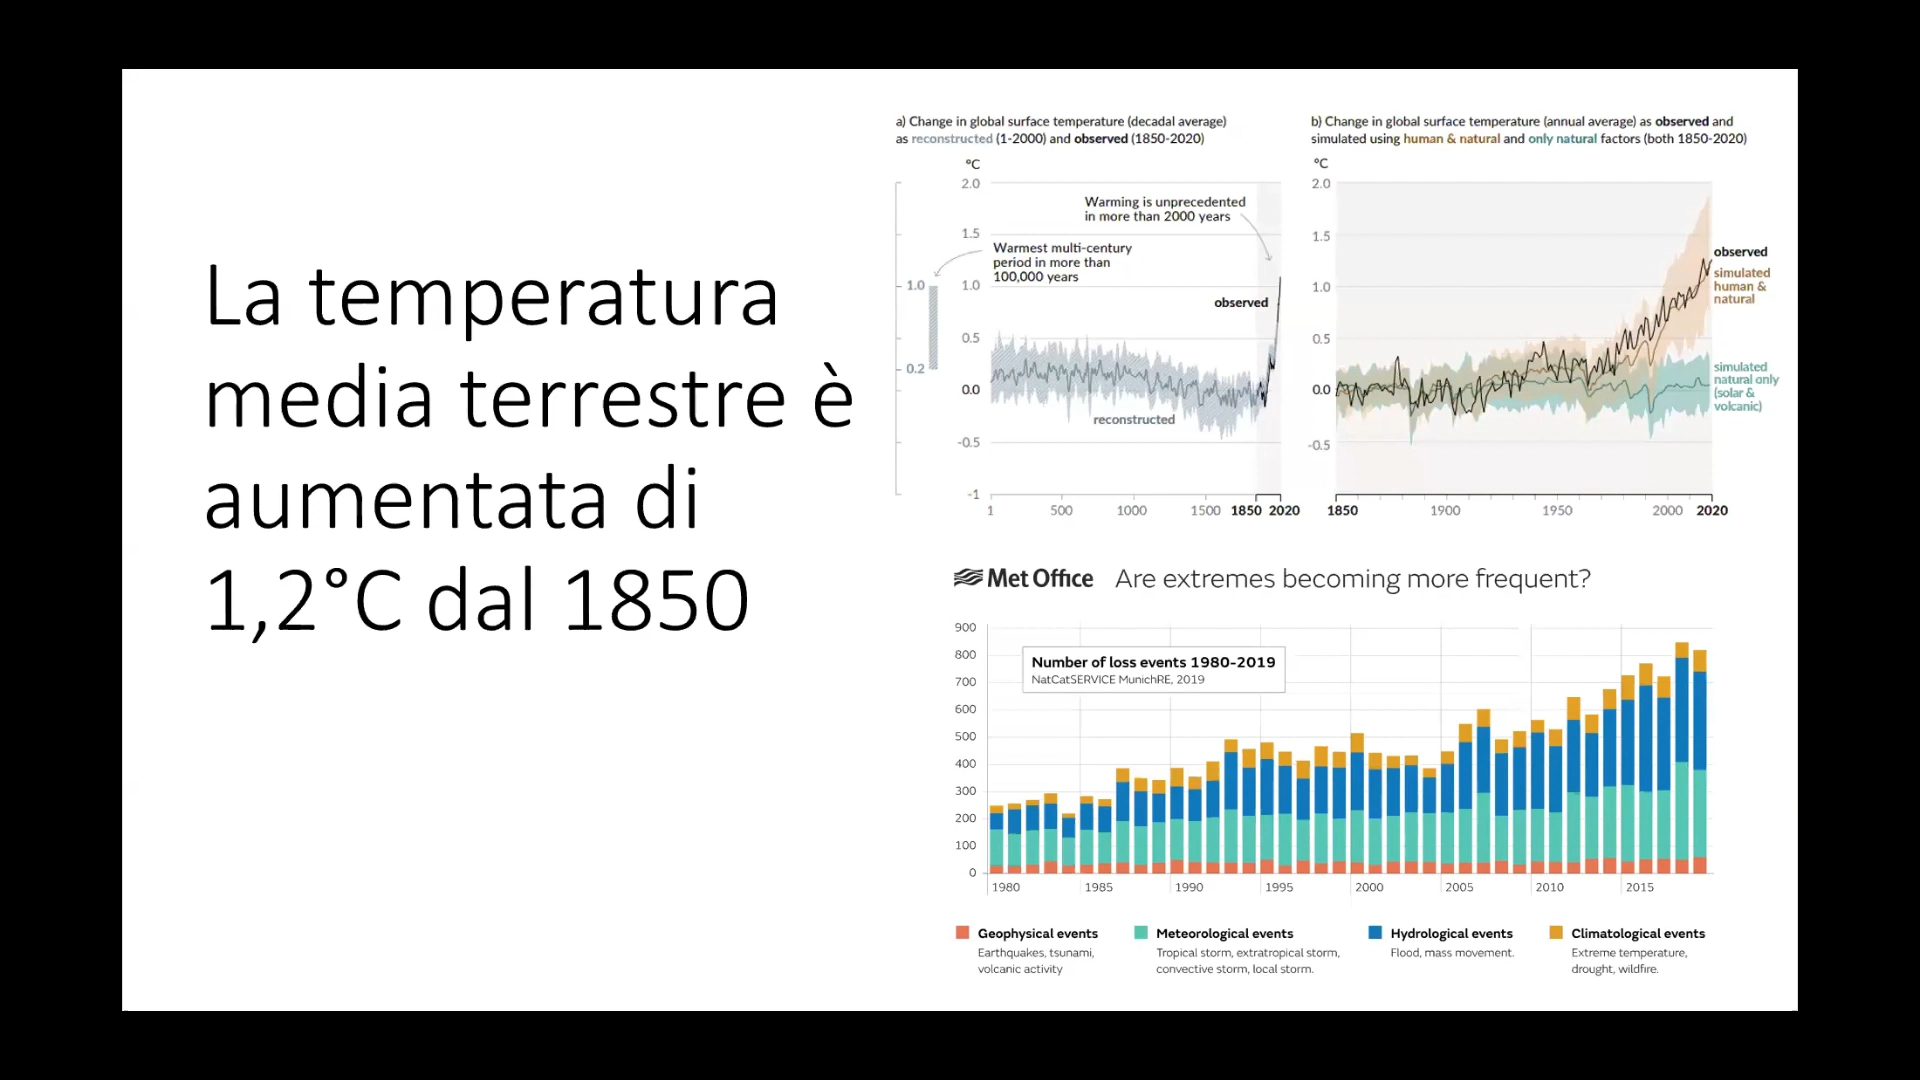 La temperatura
media terrestre è
aumentata di
1,2°C dal 1850
a) Change in global surface temperature (decadal average)
as reconstructed (1-2000) and observed (1850-2020)
°C
2.0
1.5
1.0
0.5
0.0
-0.5
-1
1.0
0.2
Warming is unprecedented
in more than 2000 years
Warmest multi-century
period in more than
100,000 years
observed
reconstructed
1 500 1000 1500 1850 2020
b) Change in global surface temperature (annual average) as observed and
simulated using human & natural and only natural factors (both 1850-2020)
°C
2.0
1.5
1.0
0.5
0.0
-0.5
observed
simulated
human &
natural
simulated
natural only
(solar &
volcanic)
1850 1900 1950 2000 2020
Met Office Are extremes becoming more frequent?
900
800
700
600
500
400
300
200
100
0
Number of loss events 1980-2019
NatCatSERVICE MunichRE, 2019
1980 1985 1990 1995 2000 2005 2010 2015
Geophysical events
Earthquakes, tsunami,
volcanic activity
Meteorological events
Tropical storm, extratropical storm,
convective storm, local storm.
Hydrological events
Flood, mass movement.
Climatological events
Extreme temperature,
drought, wildfire.